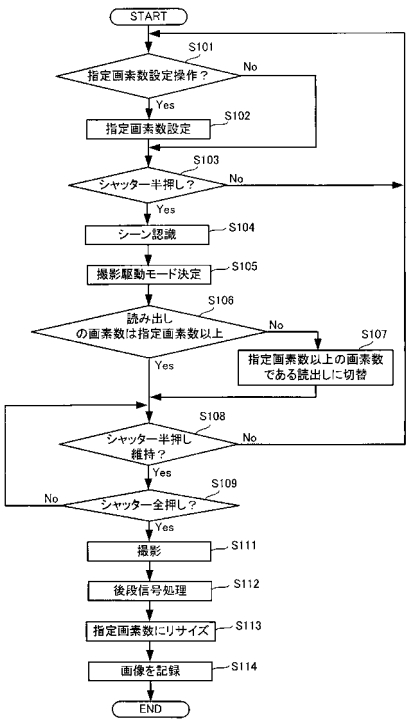 START
S101
指定画素数設定操作？
No
Yes
S102
指定画素数設定
S103
シャッター半押し？
No
Yes
S104
シーン認識
S105
撮影駆動モード決定
S106
読み出し
の画素数は指定画素数以上
No
Yes
S107
指定画素数以上の画素数
である読出しに切替
S108
シャッター半押し
維持？
No
Yes
S109
シャッター全押し？
No
Yes
S111
撮影
S112
後段信号処理
S113
指定画素数にリサイズ
S114
画像を記録
END